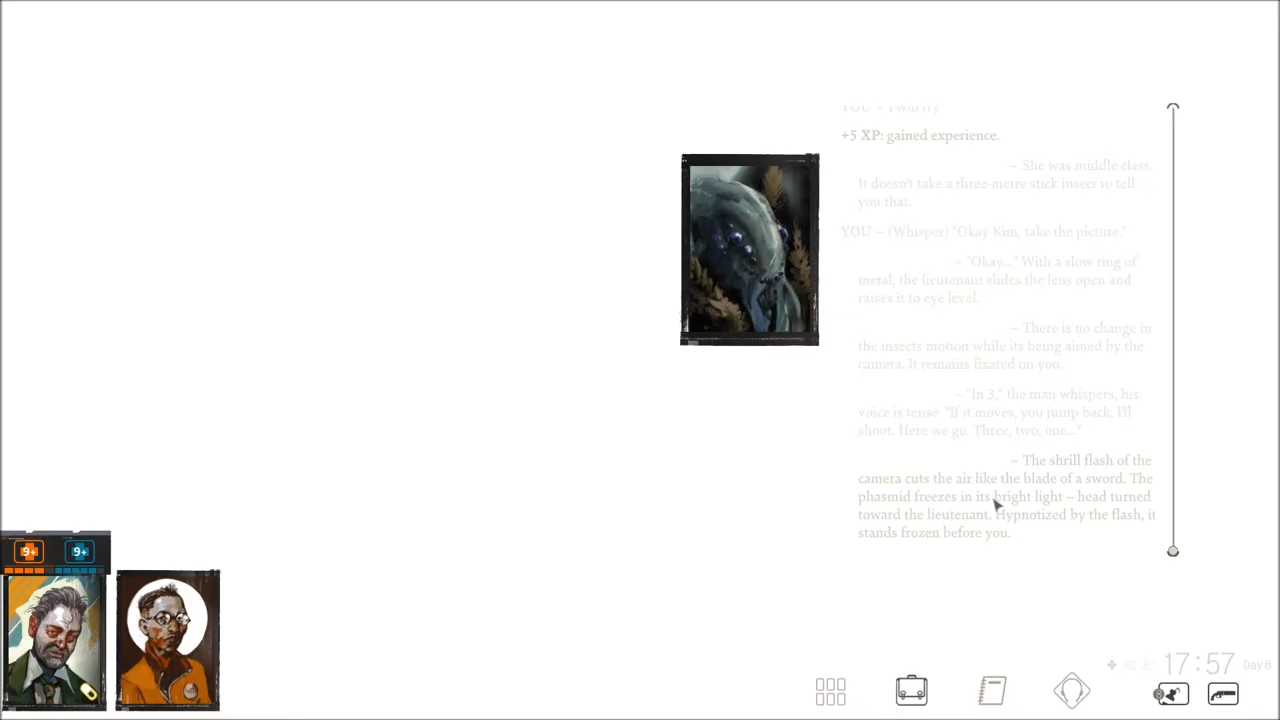 +5 XP: gained experience.
– She was middle class.
It doesn't take a three-metre stick insect to tell
you that.
YOU – (Whisper) "Okay Kim, take the picture."
– "Okay..." With a slow ring of
metal, the lieutenant slides the lens open and
raises it to eye level.
– There is no change in
the insects motion while its being aimed by the
camera. It remains fixated on you.
– "In 3," the man whispers, his
voice is tense "If it moves, you jump back, I'll
shoot. Here we go. Three, two, one..."
– The shrill flash of the
camera cuts the air like the blade of a sword. The
phasmid freezes in its bright light – head turned
toward the lieutenant. Hypnotized by the flash, it
stands frozen before you.
9+ 9+
17:57 Day 8